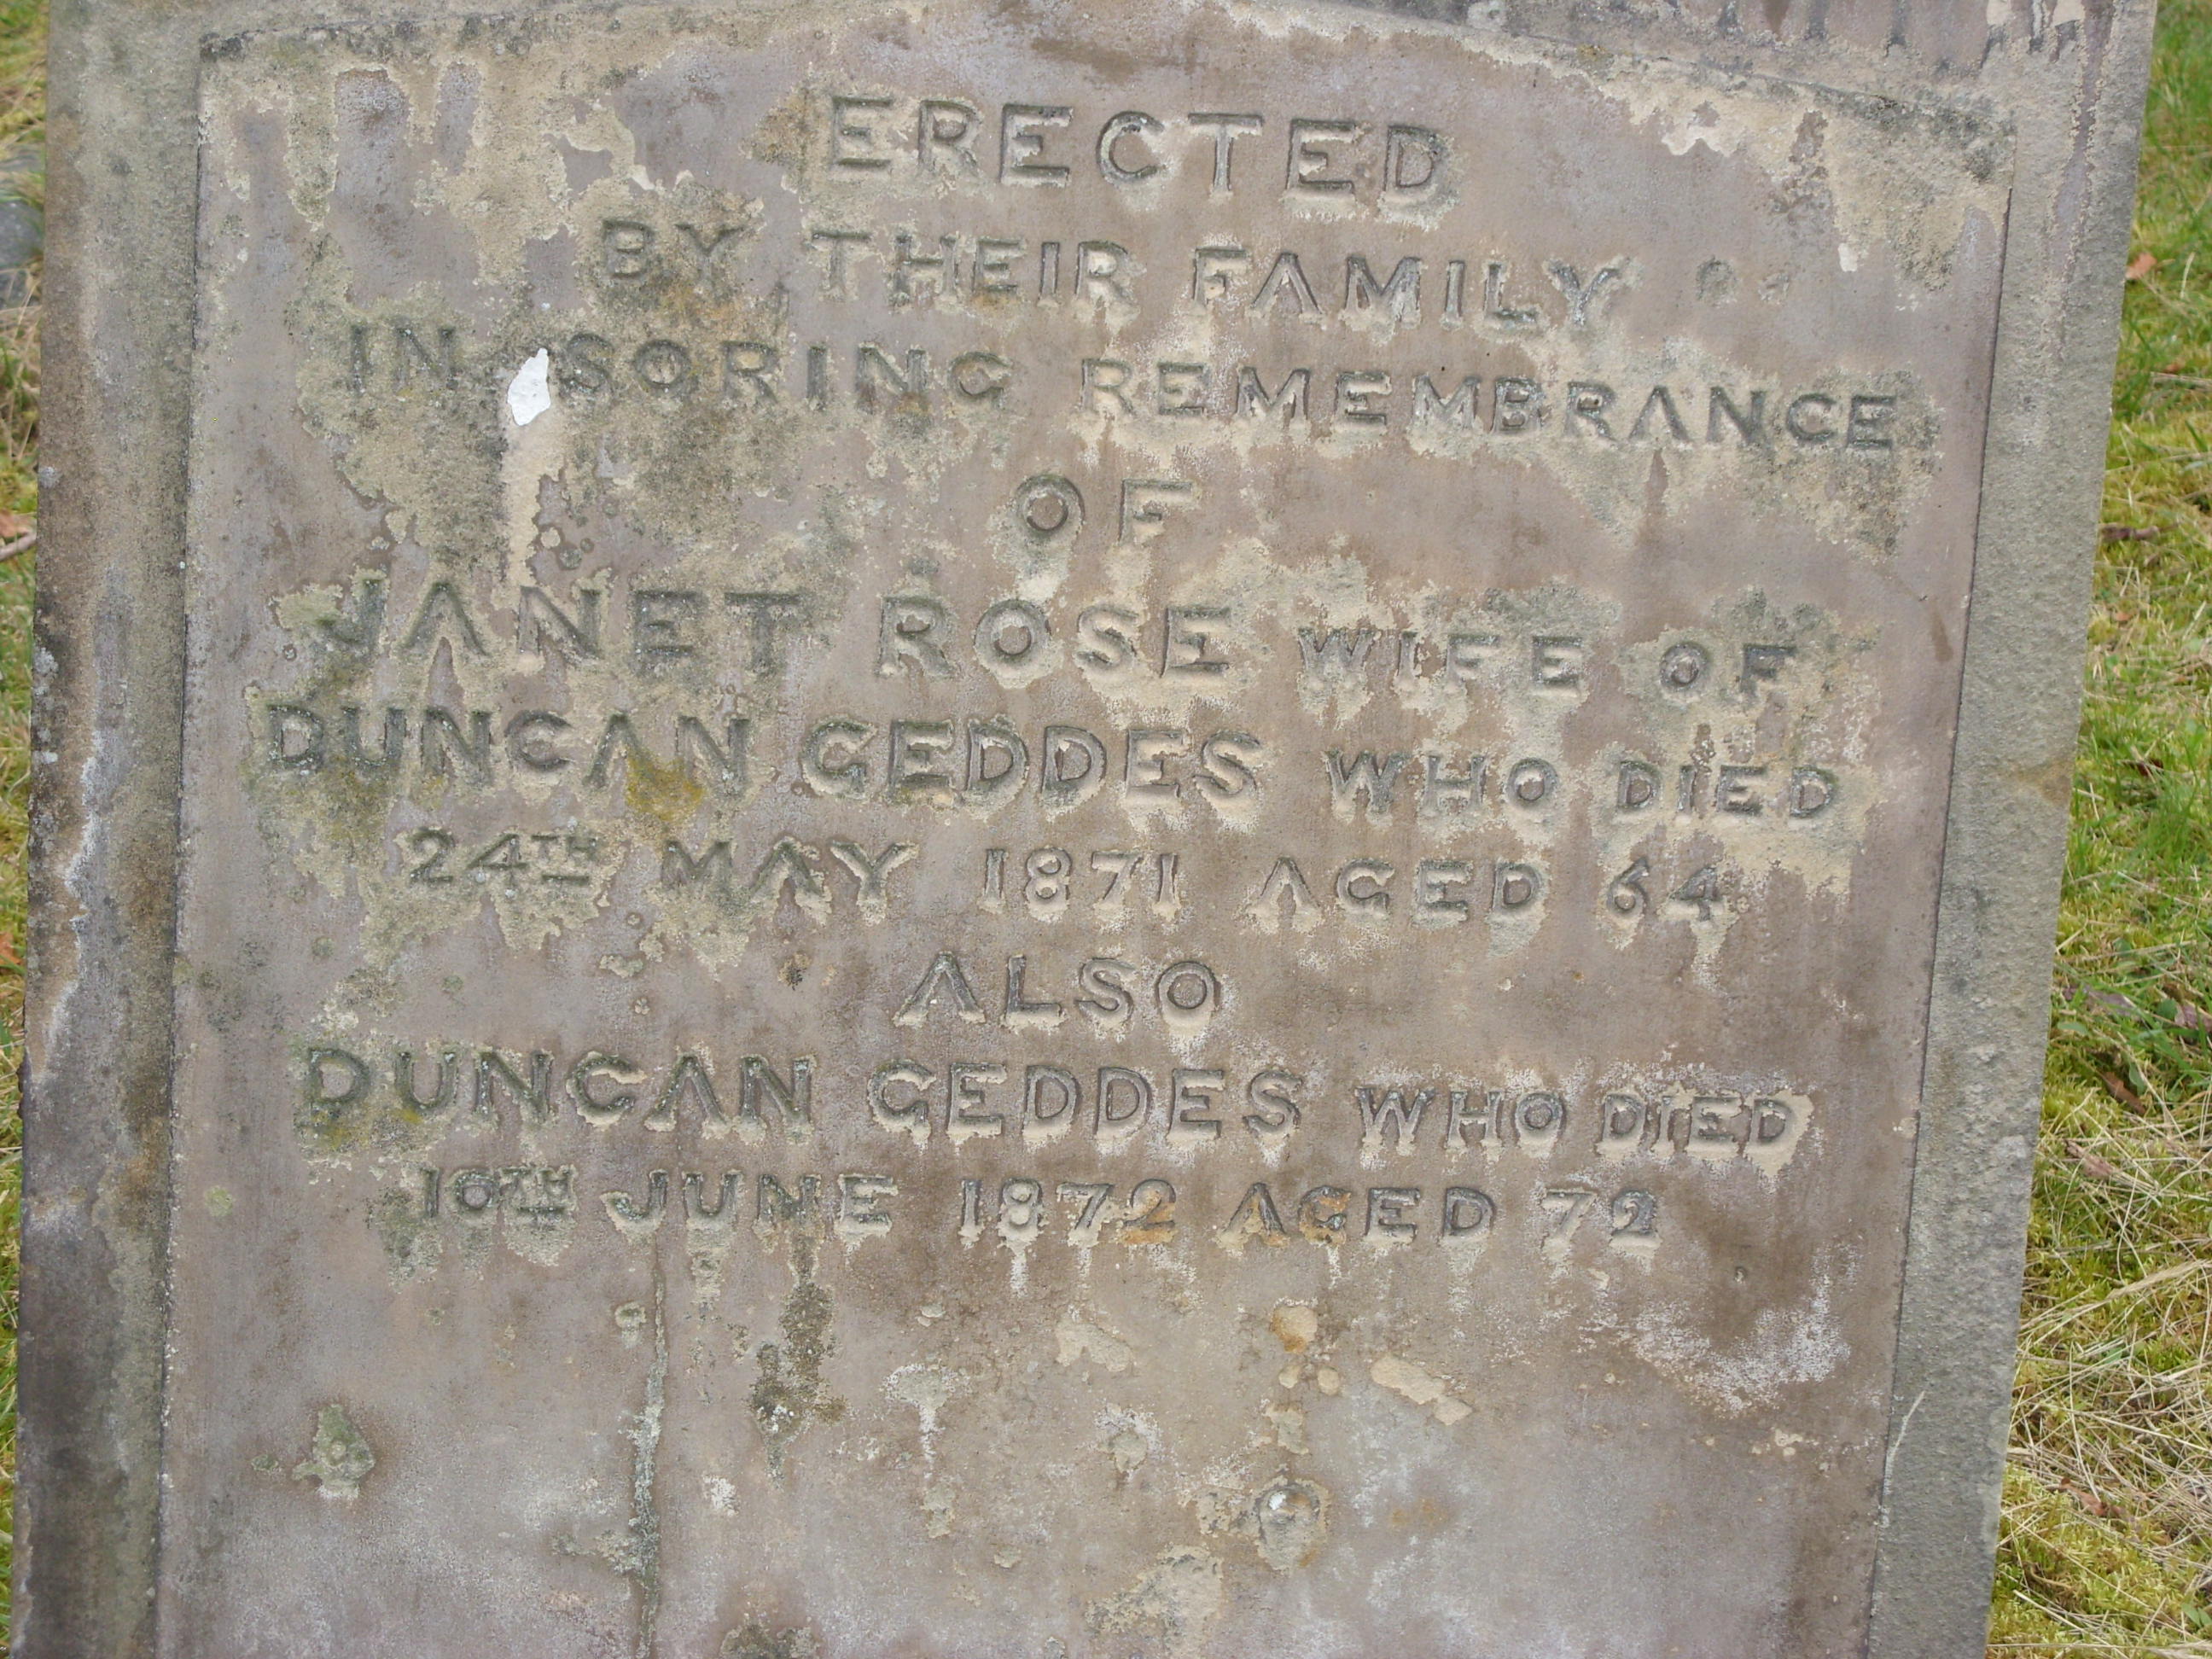 ERECTED
BY THEIR FAMILY
IN SORING REMEMBRANCE
OF
JANET ROSE WIFE OF
DUNCAN GEDDES WHO DIED
24TH MAY 1871 AGED 64
ALSO
DUNCAN GEDDES WHO DIED
10TH JUNE 1872 AGED 72